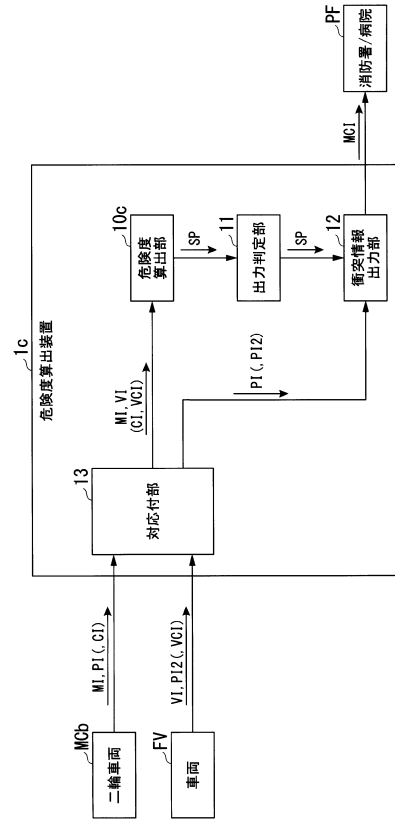 1c
危険度算出装置
MCb
二輪車両
FV
車両
MI,PI(,CI)
VI,PI2(,VCI)
13
対応付部
MI,VI
(CI,VCI)
PI(,PI2)
10c
危険度
算出部
SP
11
出力判定部
SP
12
衝突情報
出力部
MCI
PF
消防署/病院